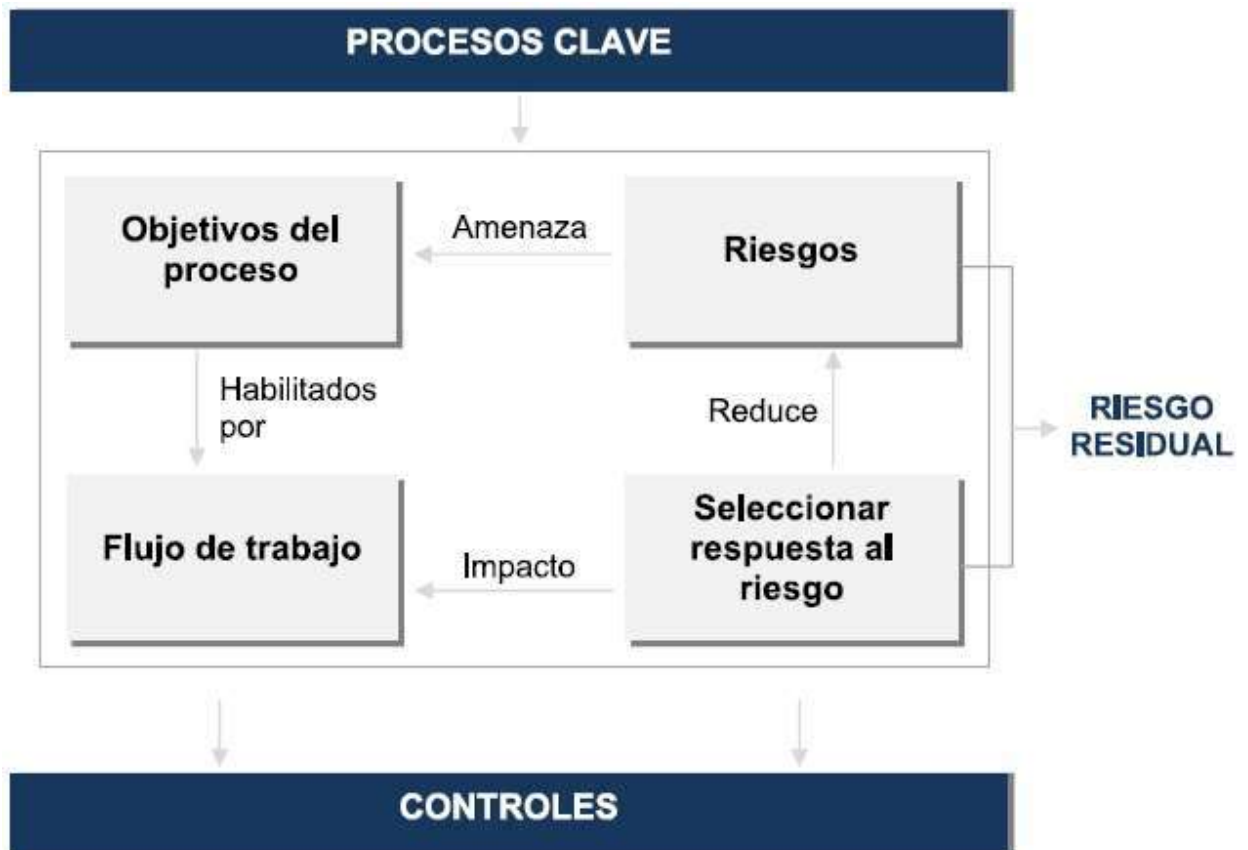 PROCESOS CLAVE
Objetivos del
proceso
Amenaza
Riesgos
Habilitados
por
Reduce
RIESGO
RESIDUAL
Flujo de trabajo
Impacto
Seleccionar
respuesta al
riesgo
CONTROLES